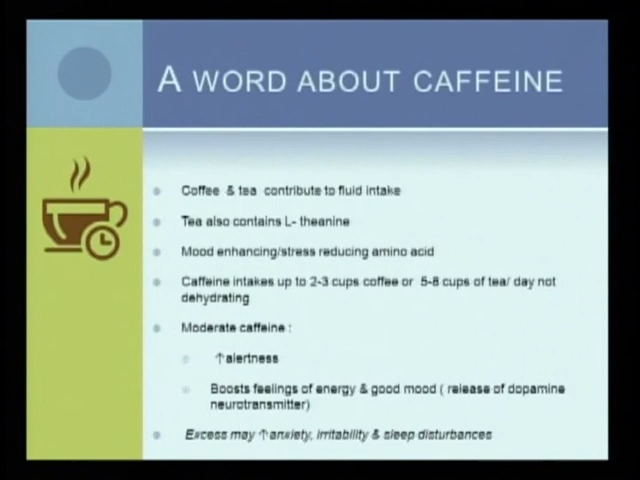 A WORD ABOUT CAFFEINE
Coffee & tea contribute to fluid intake
Tea also contains L- theanine
Mood enhancing/stress reducing amino acid
Caffeine intakes up to 2-3 cups coffee or 5-8 cups of tea/ day not
dehydrating
Moderate caffeine :
↑alertness
Boosts feelings of energy & good mood ( release of dopamine
neurotransmitter)
Excess may ↑anxiety, irritability & sleep disturbances